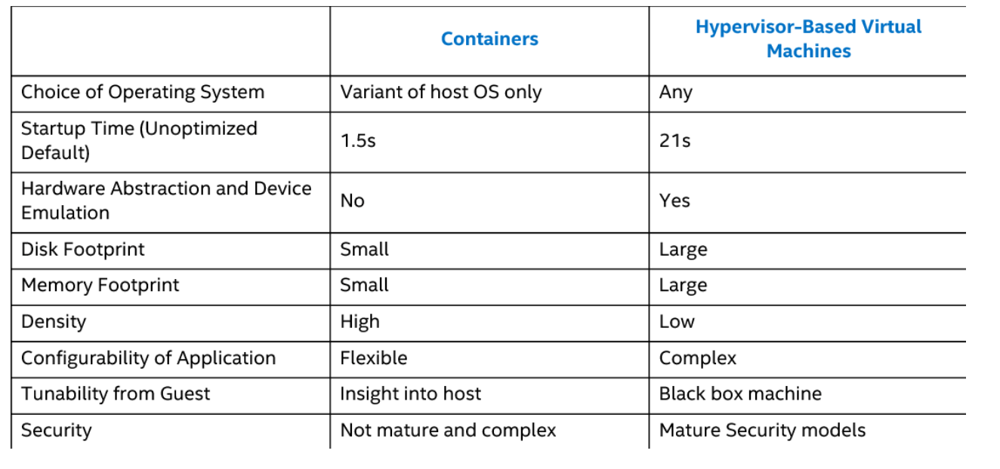 Containers
Hypervisor-Based Virtual
Machines
Choice of Operating System
Variant of host OS only
Any
Startup Time (Unoptimized
Default)
1.5s
21s
Hardware Abstraction and Device
Emulation
No
Yes
Disk Footprint
Small
Large
Memory Footprint
Small
Large
Density
High
Low
Configurability of Application
Flexible
Complex
Tunability from Guest
Insight into host
Black box machine
Security
Not mature and complex
Mature Security models